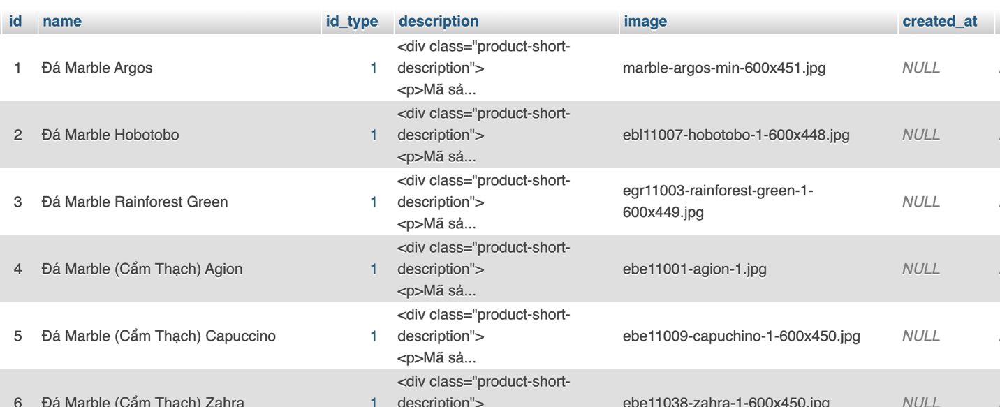 id name id_type description image created_at
<div class="product-short-
1 Đá Marble Argos 1 description"> marble-argos-min-600x451.jpg NULL
<p>Mã sả...
<div class="product-short-
2 Đá Marble Hobotobo 1 description"> ebl11007-hobotobo-1-600x448.jpg NULL
<p>Mã sả...
<div class="product-short-
egr11003-rainforest-green-1-
3 Đá Marble Rainforest Green 1 description"> NULL
600x449.jpg
<p>Mã sả...
<div class="product-short-
4 Đá Marble (Cẩm Thạch) Agion 1 description"> ebe11001-agion-1.jpg NULL
<p>Mã sả...
<div class="product-short-
5 Đá Marble (Cẩm Thạch) Capuccino 1 description"> ebe11009-capuchino-1-600x450.jpg NULL
<p>Mã sả...
<div class="product-short-
6 Đá Marble (Cẩm Thạch) Zahra 1 description"> ebe11038-zahra-1-600x450.jpg NULL